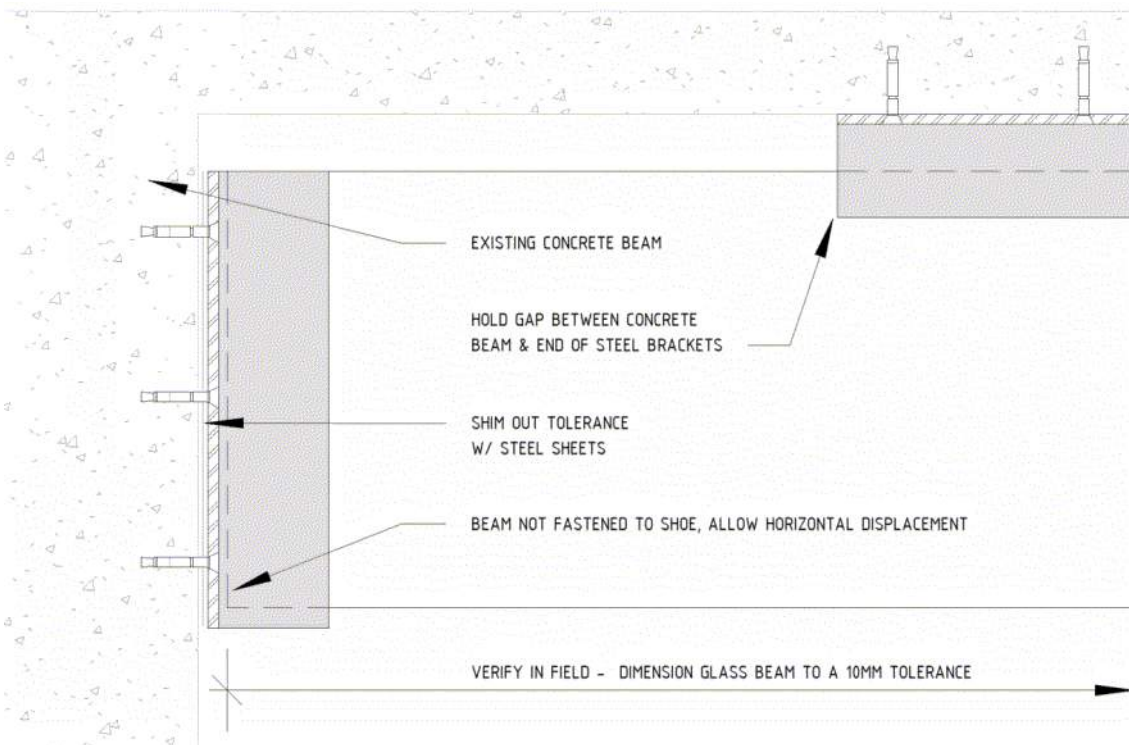 EXISTING CONCRETE BEAM
HOLD GAP BETWEEN CONCRETE
BEAM & END OF STEEL BRACKETS
SHIM OUT TOLERANCE
W/ STEEL SHEETS
BEAM NOT FASTENED TO SHOE, ALLOW HORIZONTAL DISPLACEMENT
VERIFY IN FIELD - DIMENSION GLASS BEAM TO A 10MM TOLERANCE